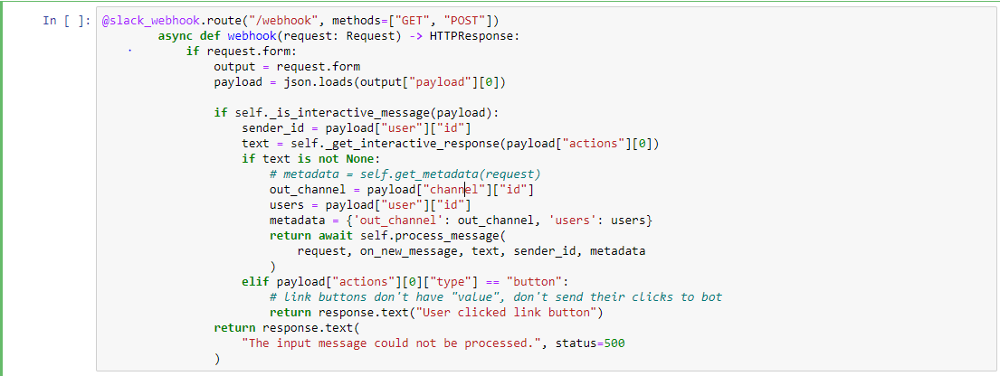 In [ ]: @slack_webhook.route("/webhook", methods=["GET", "POST"])
        async def webhook(request: Request) -> HTTPResponse:
            if request.form:
                output = request.form
                payload = json.loads(output["payload"][0])

                if self._is_interactive_message(payload):
                    sender_id = payload["user"]["id"]
                    text = self._get_interactive_response(payload["actions"][0])
                    if text is not None:
                        # metadata = self.get_metadata(request)
                        out_channel = payload["channel"]["id"]
                        users = payload["user"]["id"]
                        metadata = {'out_channel': out_channel, 'users': users}
                        return await self.process_message(
                            request, on_new_message, text, sender_id, metadata
                        )
                    elif payload["actions"][0]["type"] == "button":
                        # link buttons don't have "value", don't send their clicks to bot
                        return response.text("User clicked link button")
                return response.text(
                    "The input message could not be processed.", status=500
                )